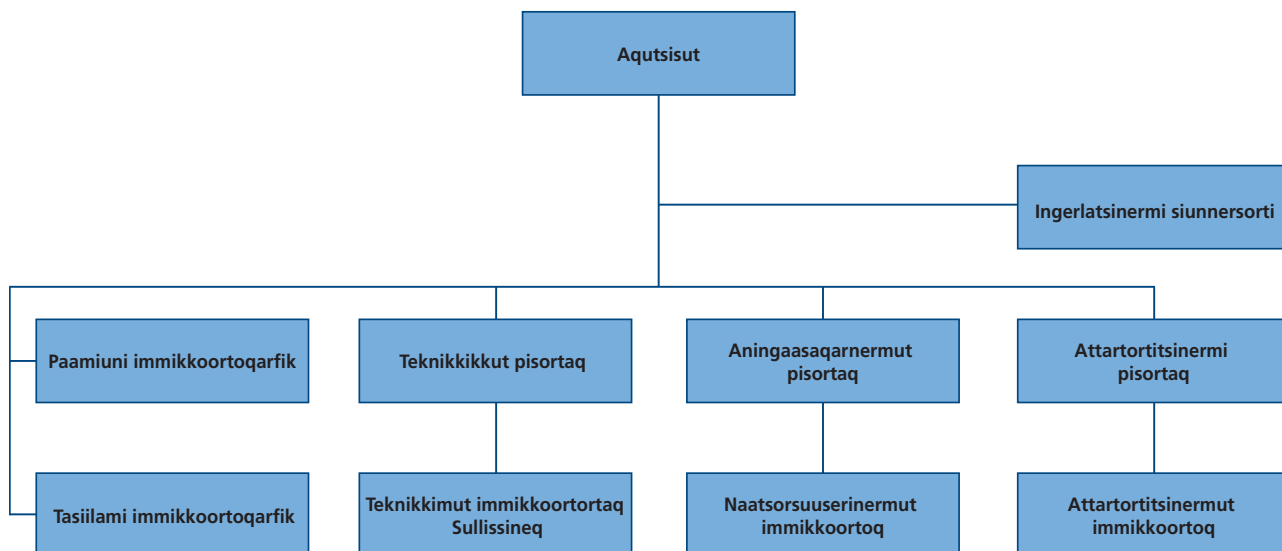 Aqutsisut
Ingerlatsinermi siunnersorti
Paamiuni immikkoortoqarfik
Teknikkikkut pisortaq
Aningaasaqarnermut
pisortaq
Attartortitsinermi
pisortaq
Tasiilami immikkoortoqarfik
Teknikkimut immikkoortortaq
Sullissineq
Naatsorsuuserinermut
immikkoortoq
Attartortitsinermut
immikkoortoq